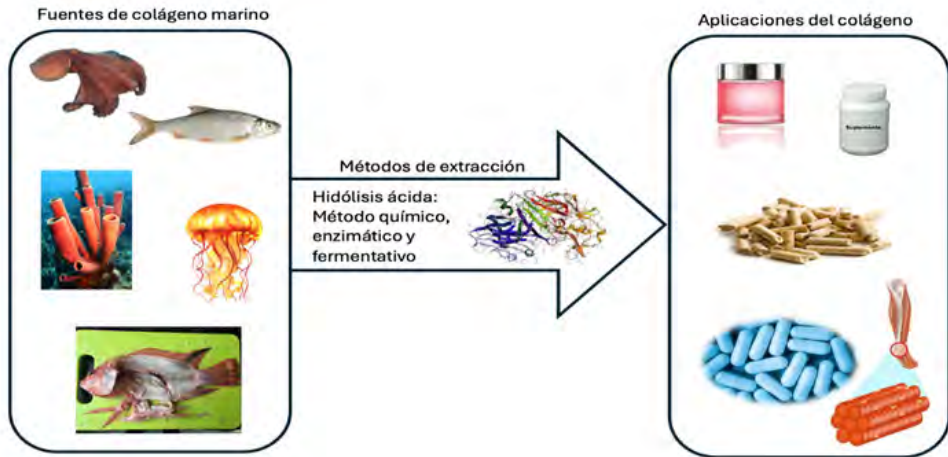 Fuentes de colágeno marino
Aplicaciones del colágeno
Métodos de extracción
Hidólisis ácida:
Método químico,
enzimático y
fermentativo